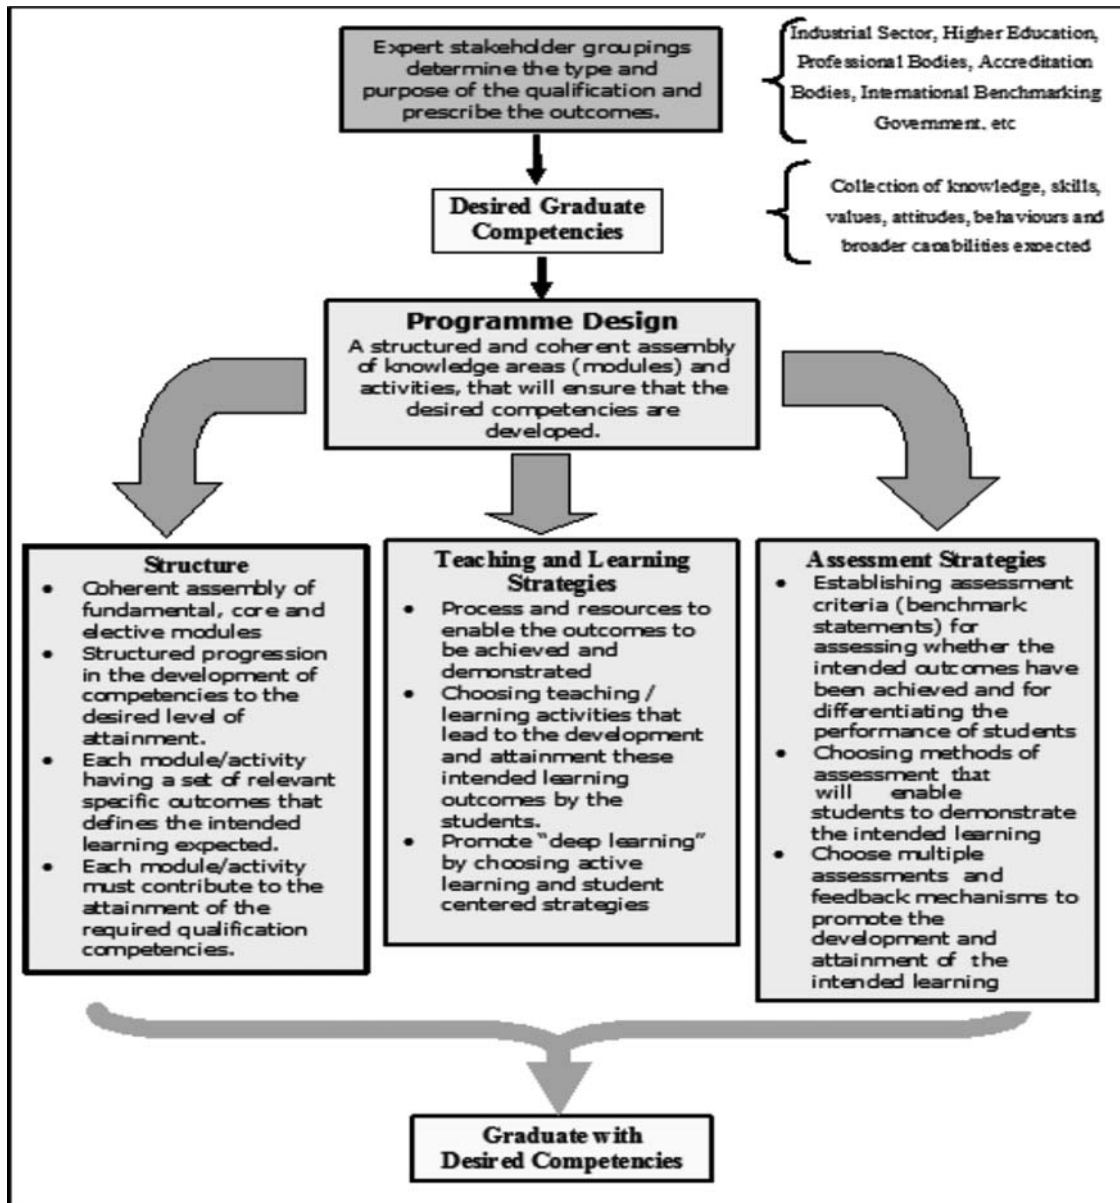 Expert stakeholder groupings
determine the type and
purpose of the qualification and
prescribe the outcomes.
Industrial Sector, Higher Education,
Professional Bodies, Accreditation
Bodies, International Benchmarking
Government, etc
Desired Graduate
Competencies
Collection of knowledge, skills,
values, attitudes, behaviours and
broader capabilities expected
Programme Design
A structured and coherent assembly
of knowledge areas (modules) and
activities, that will ensure that the
desired competencies are
developed.
Structure
• Coherent assembly of
fundamental, core and
elective modules
• Structured progression
in the development of
competencies to the
desired level of
attainment.
• Each module/activity
having a set of relevant
specific outcomes that
defines the intended
learning expected.
• Each module/activity
must contribute to the
attainment of the
required qualification
competencies.
Teaching and Learning
Strategies
• Process and resources to
enable the outcomes to
be achieved and
demonstrated
• Choosing teaching /
learning activities that
lead to the development
and attainment these
intended learning
outcomes by the
students.
• Promote “deep learning”
by choosing active
learning and student
centered strategies
Assessment Strategies
• Establishing assessment
criteria (benchmark
statements) for
assessing whether the
intended outcomes have
been achieved and for
differentiating the
performance of students
• Choosing methods of
assessment that
will enable
students to demonstrate
the intended learning
• Choose multiple
assessments and
feedback mechanisms to
promote the
development and
attainment of the
intended learning
Graduate with
Desired Competencies